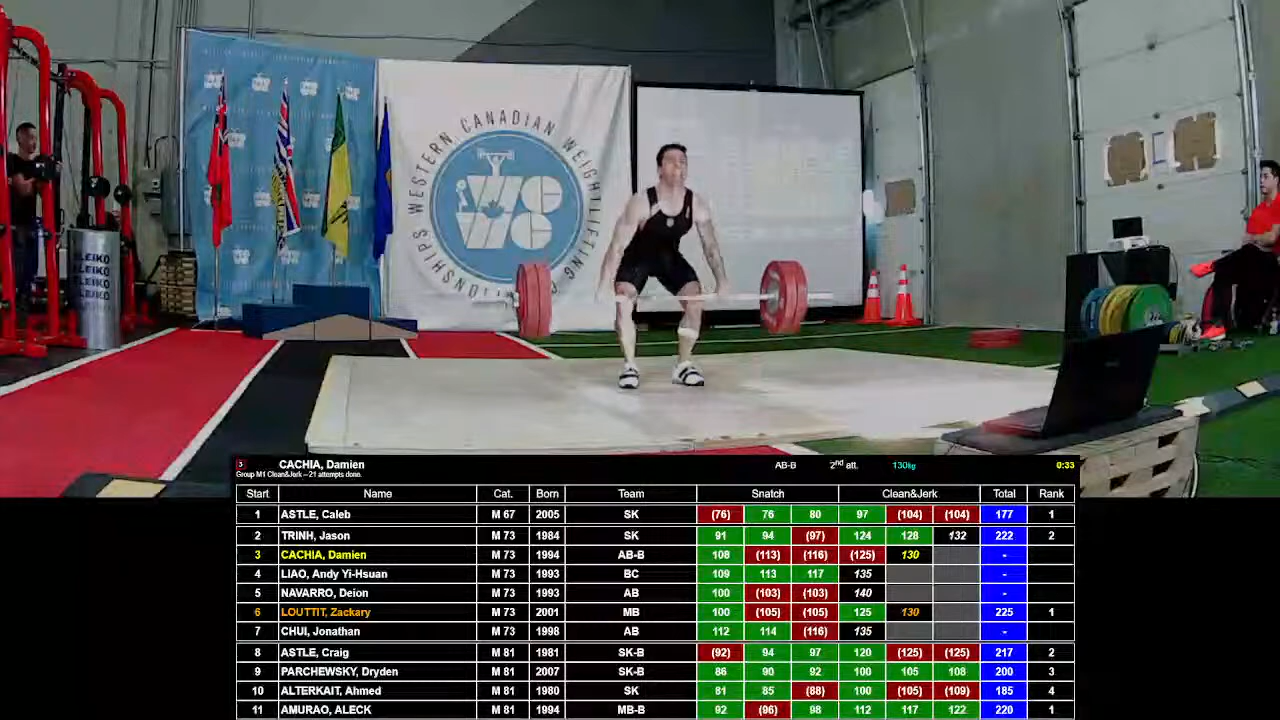 WESTERN CANADIAN WEIGHTLIFTING CHAMPIONSHIPS
WC
WC
ELEIKO
ELEIKO
ELEIKO
ELEIKO
3 CACHIA, Damien AB-B 2nd att. 130kg 0:33
Group M1 Clean&Jerk – 21 attempts done.
Start Name Cat. Born Team Snatch Clean&Jerk Total Rank
1 ASTLE, Caleb M 67 2005 SK (76) 76 80 97 (104) (104) 177 1
2 TRINH, Jason M 73 1984 SK 91 94 (97) 124 128 132 222 2
3 CACHIA, Damien M 73 1994 AB-B 108 (113) (116) (125) 130 -
4 LIAO, Andy Yi-Hsuan M 73 1993 BC 109 113 117 135 -
5 NAVARRO, Deion M 73 1993 AB 100 (103) (103) 140 -
6 LOUTTIT, Zackary M 73 2001 MB 100 (105) (105) 125 130 225 1
7 CHUI, Jonathan M 73 1998 AB 112 114 (116) 135 -
8 ASTLE, Craig M 81 1981 SK-B (92) 94 97 120 (125) (125) 217 2
9 PARCHEWSKY, Dryden M 81 2007 SK-B 86 90 92 100 105 108 200 3
10 ALTERKAIT, Ahmed M 81 1980 SK 81 85 (88) 100 (105) (109) 185 4
11 AMURAO, ALECK M 81 1994 MB-B 92 (96) 98 112 117 122 220 1